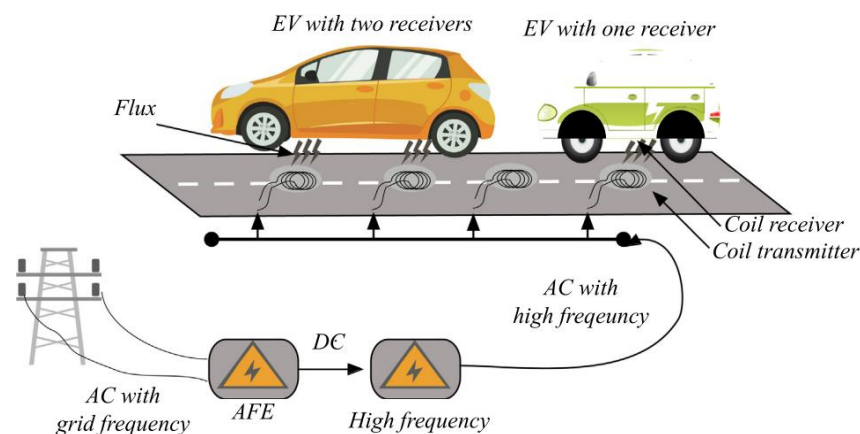 EV with two receivers
EV with one receiver
Flux
Coil receiver
Coil transmitter
AC with
high freqeuncy
DC
AC with
grid frequency
AFE
High frequency